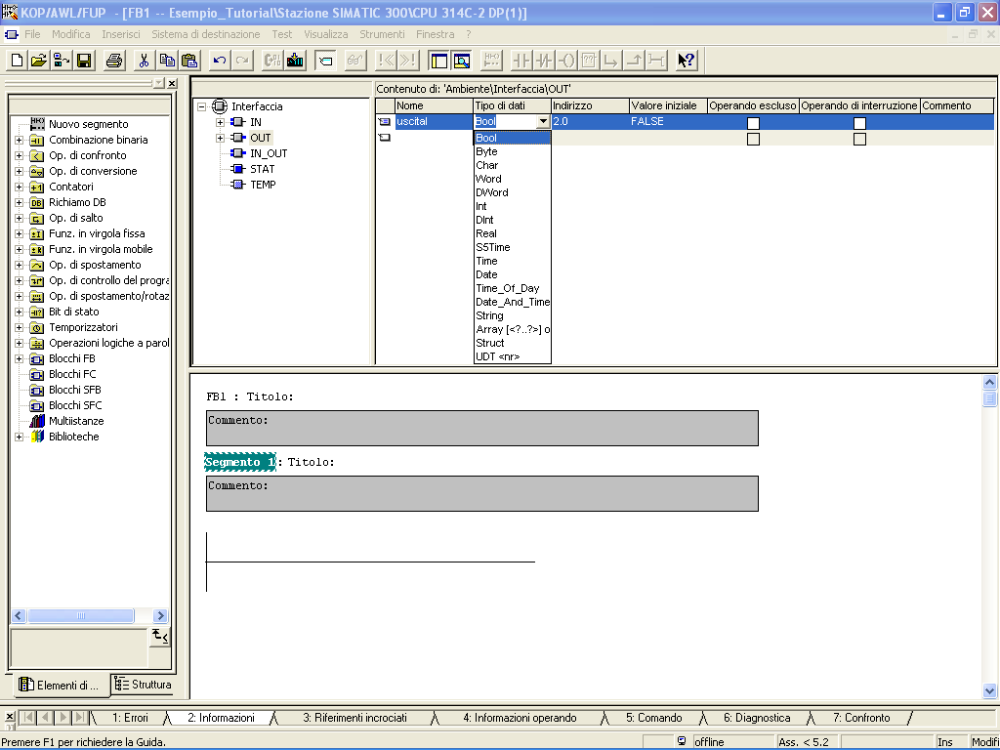 KOP/AWL/FUP - [FB1 -- Esempio_Tutorial\Stazione SIMATIC 300\CPU 314C-2 DP(1)]
File Modifica Inserisci Sistema di destinazione Test Visualizza Strumenti Finestra ?
Contenuto di: 'Ambiente\Interfaccia\OUT'
Nome Tipo di dati Indirizzo Valore iniziale Operando escluso Operando di interruzione Commento
uscita1 Bool 2.0 FALSE
Bool
Byte
Char
Word
DWord
Int
DInt
Real
S5Time
Time
Date
Time_Of_Day
Date_And_Time
String
Array [<?..?>] o
Struct
UDT <nr>
Interfaccia
IN
OUT
IN_OUT
STAT
TEMP
Nuovo segmento
Combinazione binaria
Op. di confronto
Op. di conversione
Contatori
Richiamo DB
Op. di salto
Funz. in virgola fissa
Funz. in virgola mobile
Op. di spostamento
Op. di controllo del progra
Op. di spostamento/rotaz
Bit di stato
Temporizzatori
Operazioni logiche a parol
Blocchi FB
Blocchi FC
Blocchi SFB
Blocchi SFC
Multiistanze
Biblioteche
Elementi di ... Struttura
FB1 : Titolo:
Commento:
Segmento 1: Titolo:
Commento:
1: Errori 2: Informazioni 3: Riferimenti incrociati 4: Informazioni operando 5: Comando 6: Diagnostica 7: Confronto
Premere F1 per richiedere la Guida. offline Ass. < 5.2 Ins Modifi